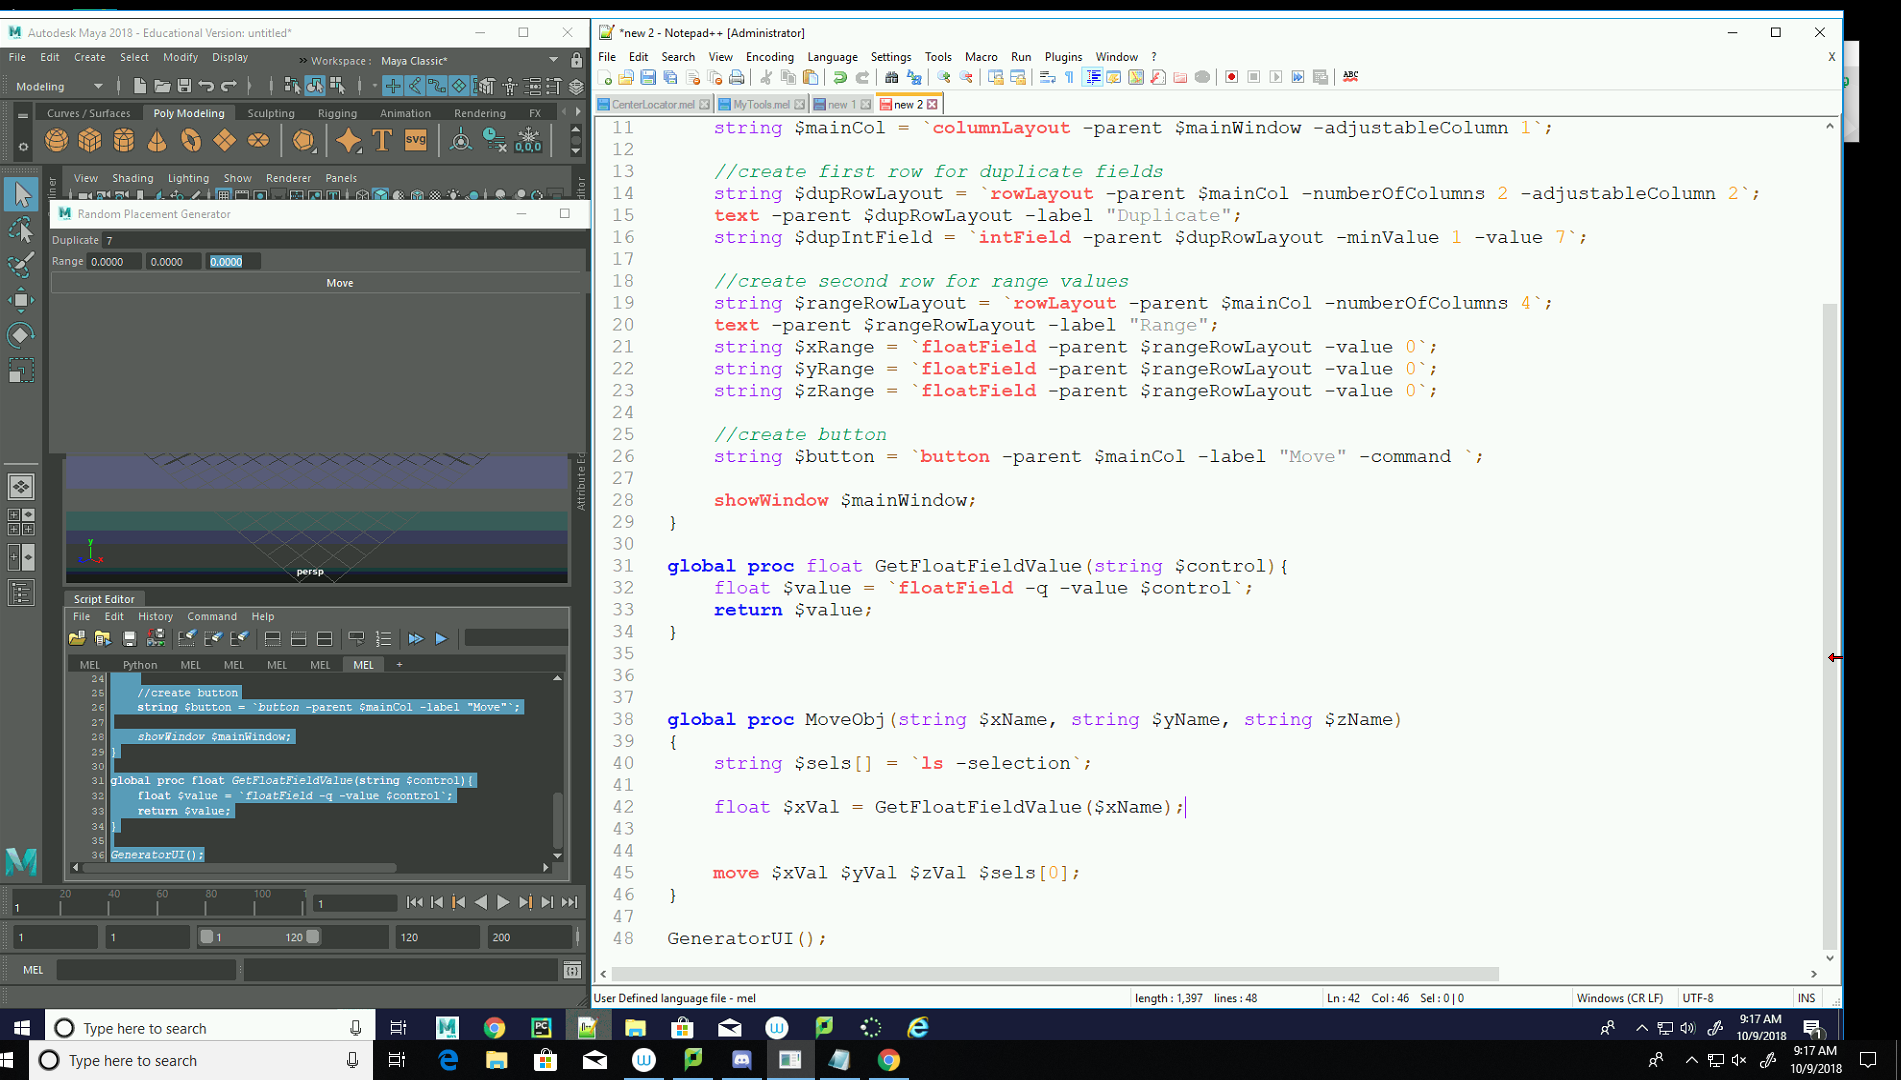 Autodesk Maya 2018 - Educational Version: untitled*
File Edit Create Select Modify Display
» Workspace : Maya Classic*
Modeling
Curves / Surfaces Poly Modeling Sculpting Rigging Animation Rendering FX
SVG
0,0,0
View Shading Lighting Show Renderer Panels
Random Placement Generator
Duplicate 7
Range 0.0000 0.0000 0.0000
Move
Attribute Ed
y
x
persp
Script Editor
File Edit History Command Help
MEL Python MEL MEL MEL MEL MEL +
24
25 //create button
26 string $button = `button -parent $mainCol -label "Move"`;
27
28 showWindow $mainWindow;
29 }
30
31 global proc float GetFloatFieldValue(string $control){
32 float $value = `floatField -q -value $control`;
33 return $value;
34 }
35
36 GeneratorUI();
1 20 40 60 80 100 1
1
1 1 1 120 120 200
MEL
*new 2 - Notepad++ [Administrator]
File Edit Search View Encoding Language Settings Tools Macro Run Plugins Window ? X
ABC
CenterLocator.mel MyTools.mel new 1 new 2
11 string $mainCol = `columnLayout -parent $mainWindow -adjustableColumn 1`;
12
13 //create first row for duplicate fields
14 string $dupRowLayout = `rowLayout -parent $mainCol -numberOfColumns 2 -adjustableColumn 2`;
15 text -parent $dupRowLayout -label "Duplicate";
16 string $dupIntField = `intField -parent $dupRowLayout -minValue 1 -value 7`;
17
18 //create second row for range values
19 string $rangeRowLayout = `rowLayout -parent $mainCol -numberOfColumns 4`;
20 text -parent $rangeRowLayout -label "Range";
21 string $xRange = `floatField -parent $rangeRowLayout -value 0`;
22 string $yRange = `floatField -parent $rangeRowLayout -value 0`;
23 string $zRange = `floatField -parent $rangeRowLayout -value 0`;
24
25 //create button
26 string $button = `button -parent $mainCol -label "Move" -command `;
27
28 showWindow $mainWindow;
29 }
30
31 global proc float GetFloatFieldValue(string $control){
32 float $value = `floatField -q -value $control`;
33 return $value;
34 }
35
36
37
38 global proc MoveObj(string $xName, string $yName, string $zName)
39 {
40 string $sels[] = `ls -selection`;
41
42 float $xVal = GetFloatFieldValue($xName);
43
44
45 move $xVal $yVal $zVal $sels[0];
46 }
47
48 GeneratorUI();
User Defined language file - mel length : 1,397 lines : 48 Ln : 42 Col : 46 Sel : 0 | 0 Windows (CR LF) UTF-8 INS
Type here to search
9:17 AM
10/9/2018
1
Type here to search
9:17 AM
10/9/2018